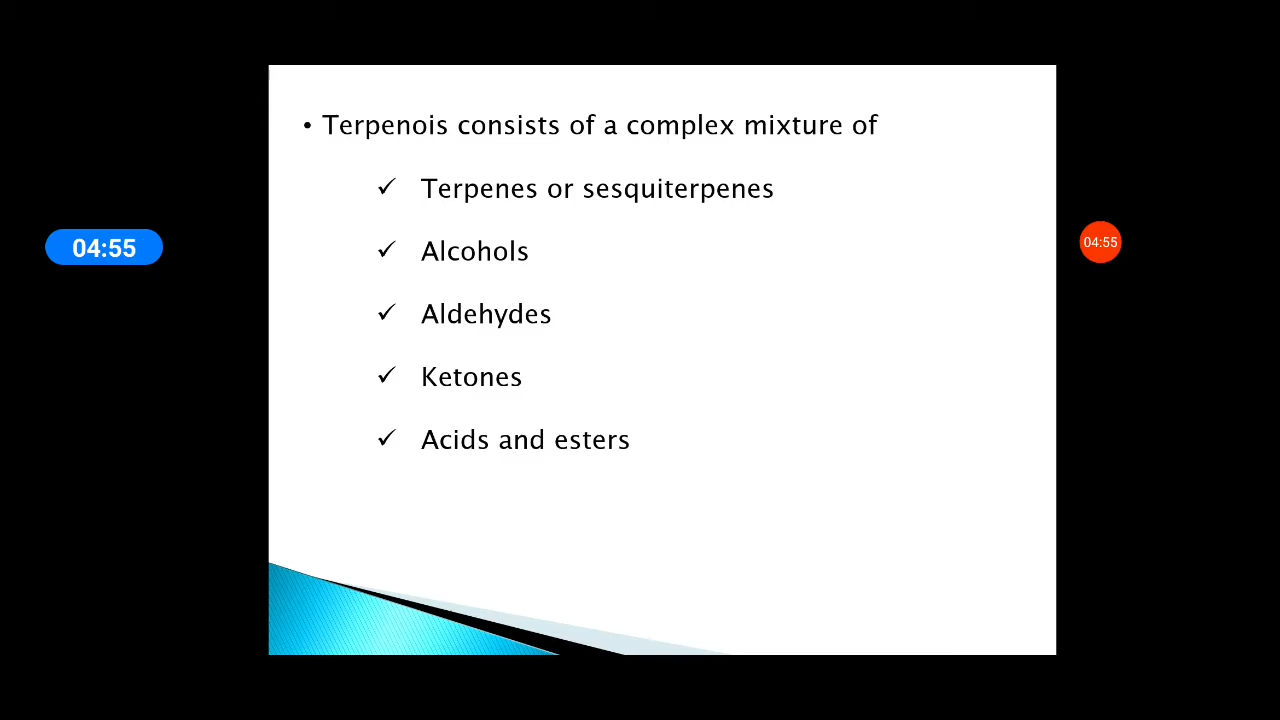 • Terpenois consists of a complex mixture of
✓ Terpenes or sesquiterpenes
✓ Alcohols
04:55
04:55
✓ Aldehydes
✓ Ketones
✓ Acids and esters